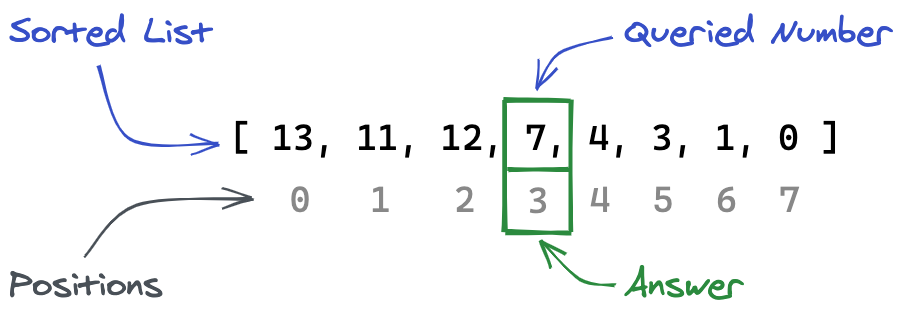 Sorted List
Queried Number
[ 13, 11, 12, 7, 4, 3, 1, 0 ]
0 1 2 3 4 5 6 7
Positions
Answer